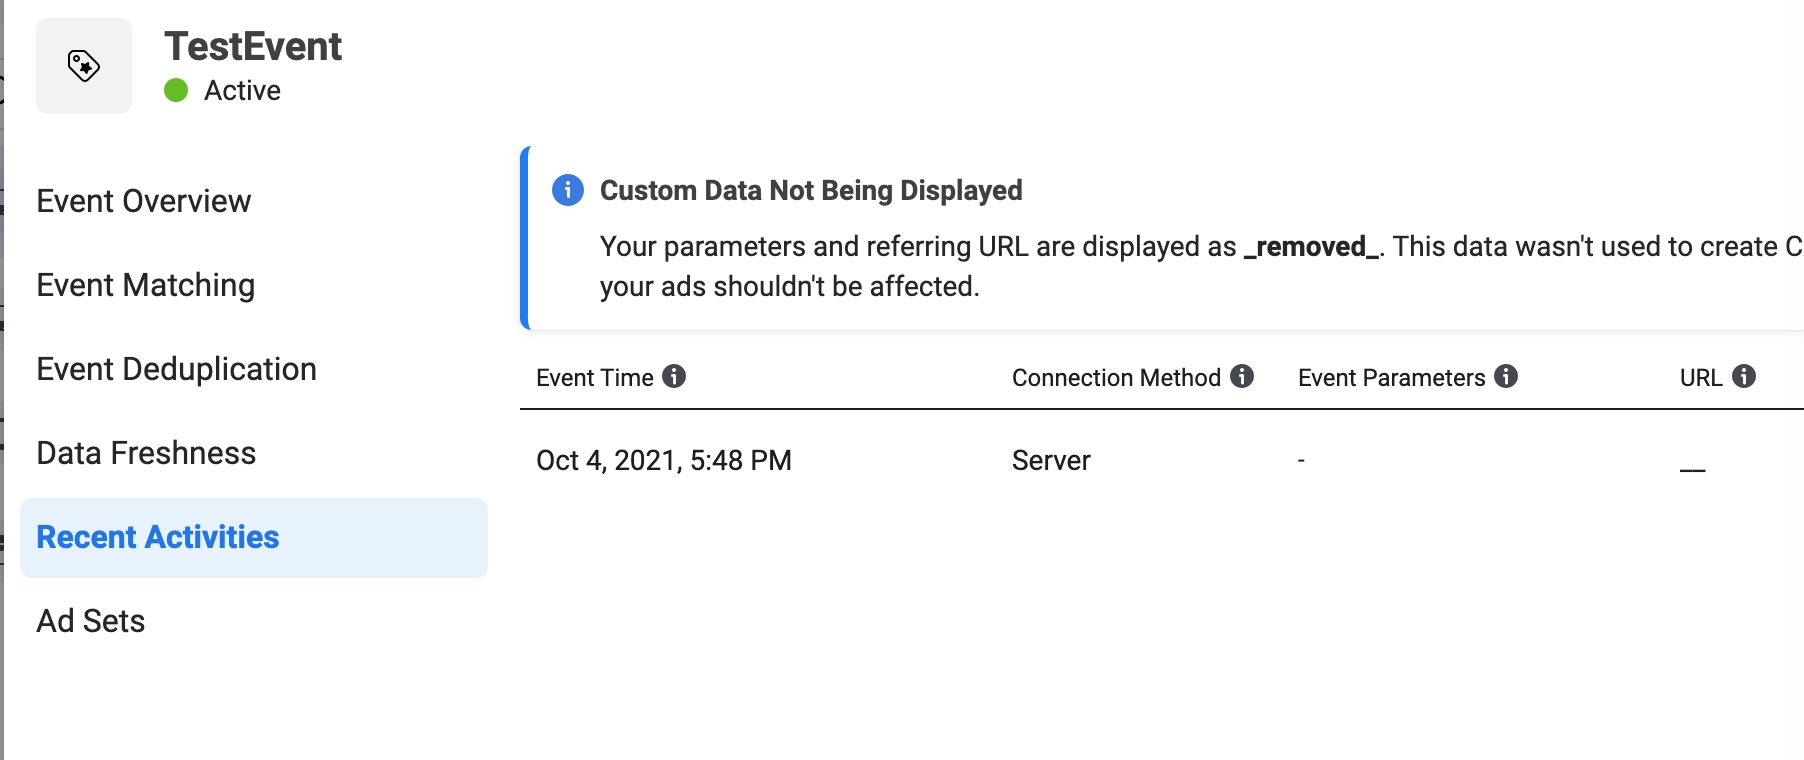 TestEvent
Active
Event Overview
Event Matching
Event Deduplication
Data Freshness
Recent Activities
Ad Sets
Custom Data Not Being Displayed
Your parameters and referring URL are displayed as _removed_. This data wasn't used to create C
your ads shouldn't be affected.
Event Time Connection Method Event Parameters URL
Oct 4, 2021, 5:48 PM Server - __